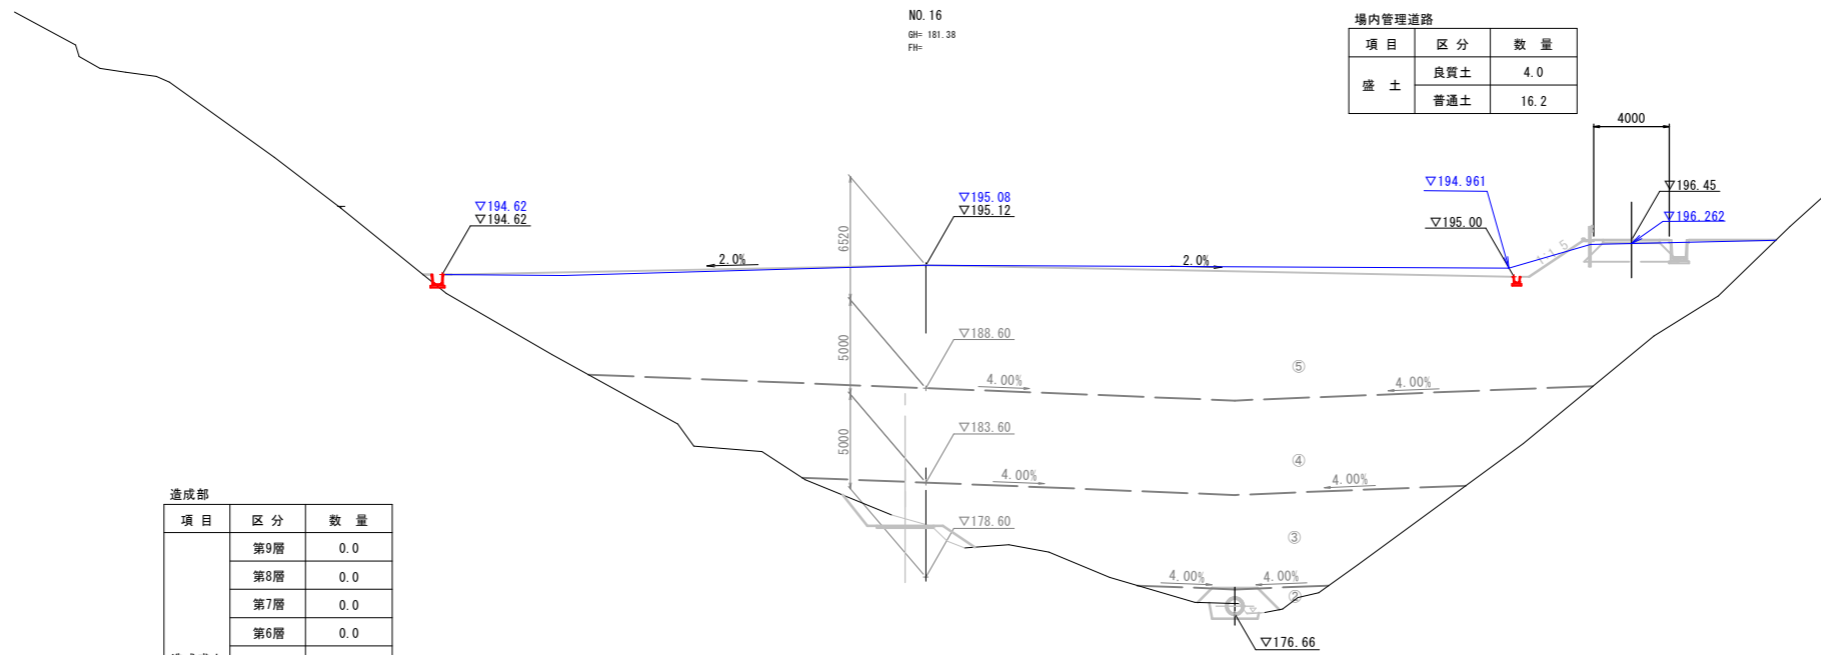 NO.16
GH= 181.38
FH=
場内管理道路
項 目 区 分 数 量
盛 土 良質土 4.0
普通土 16.2
4000
▽194.62
▽194.62
▽195.08
▽195.12
▽194.961
▽195.00
▽196.45
▽196.262
1:1.5
6520
2.0%
2.0%
▽188.60
5000
⑤
4.00%
4.00%
▽183.60
5000
④
4.00%
4.00%
▽178.60
③
4.00%
4.00%
②
▽176.66
造成部
項 目 区 分 数 量
第9層 0.0
第8層 0.0
第7層 0.0
第6層 0.0